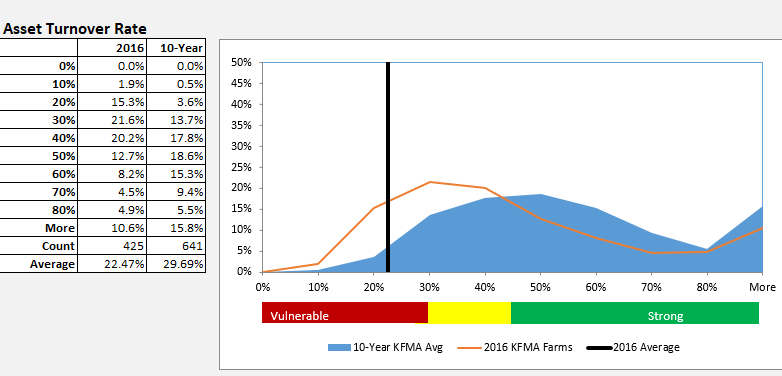 Asset Turnover Rate
2016 10-Year
0% 0.0% 0.0%
10% 1.9% 0.5%
20% 15.3% 3.6%
30% 21.6% 13.7%
40% 20.2% 17.8%
50% 12.7% 18.6%
60% 8.2% 15.3%
70% 4.5% 9.4%
80% 4.9% 5.5%
More 10.6% 15.8%
Count 425 641
Average 22.47% 29.69%
50%
45%
40%
35%
30%
25%
20%
15%
10%
5%
0%
0% 10% 20% 30% 40% 50% 60% 70% 80% More
Vulnerable Strong
10-Year KFMA Avg 2016 KFMA Farms 2016 Average